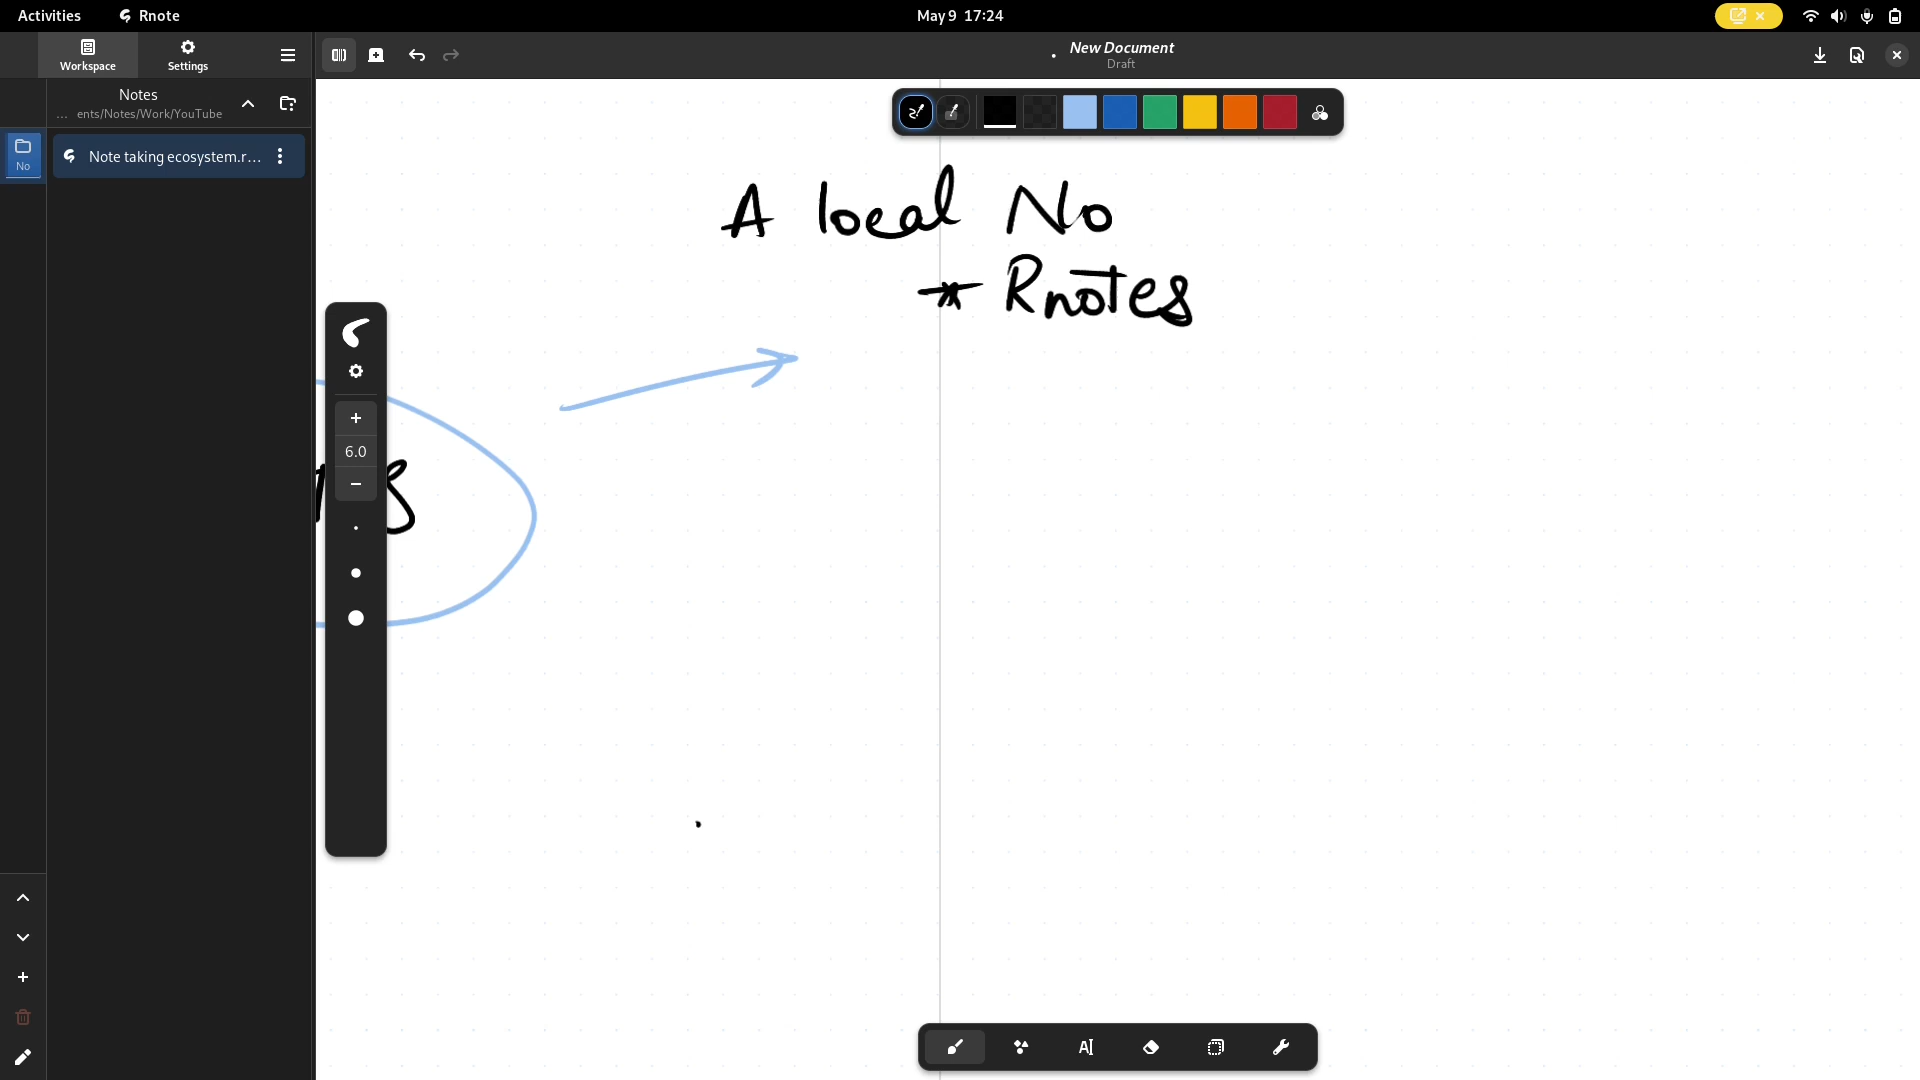 Activities Rnote May 9 17:24
Workspace Settings
New Document
Draft
Notes
... ents/Notes/Work/YouTube
No
Note taking ecosystem.r...
A local No
* Rnotes
6.0